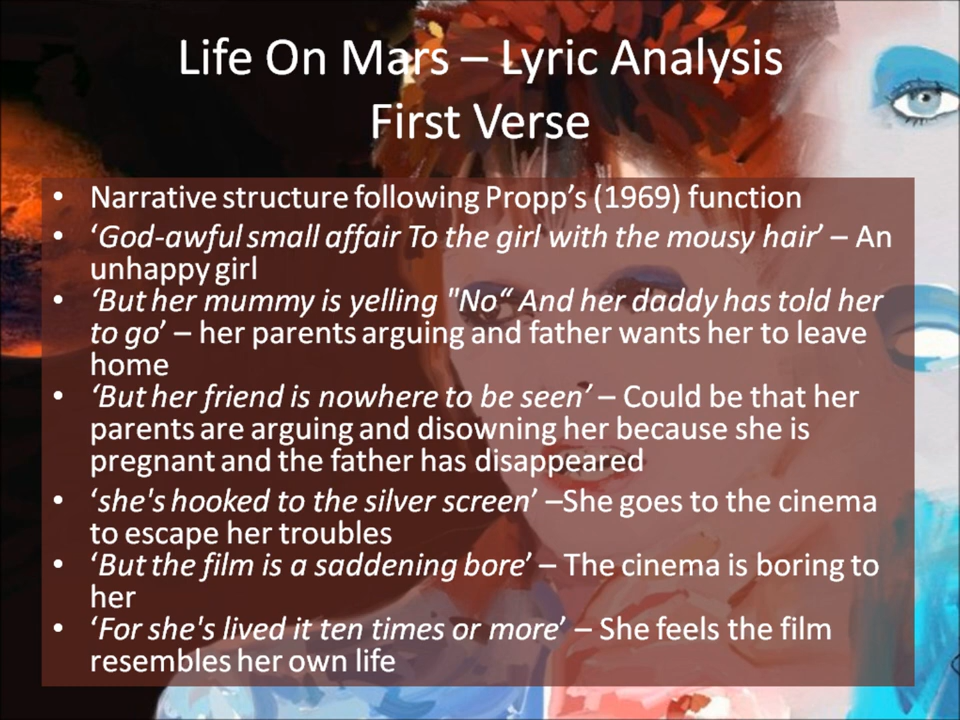 Life On Mars – Lyric Analysis
First Verse
• Narrative structure following Propp’s (1969) function
• ‘God-awful small affair To the girl with the mousy hair’ – An
unhappy girl
• ‘But her mummy is yelling "No“ And her daddy has told her
to go’ – her parents arguing and father wants her to leave
home
• ‘But her friend is nowhere to be seen’ – Could be that her
parents are arguing and disowning her because she is
pregnant and the father has disappeared
• ‘she's hooked to the silver screen’ –She goes to the cinema
to escape her troubles
• ‘But the film is a saddening bore’ – The cinema is boring to
her
• ‘For she's lived it ten times or more’ – She feels the film
resembles her own life